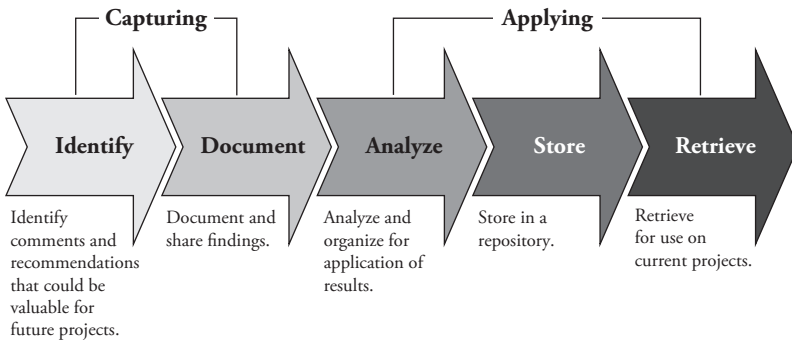 Capturing
Applying
Identify
Document
Analyze
Store
Retrieve
Identify
comments and
recommendations
that could be
valuable for
future projects.
Document and
share findings.
Analyze and
organize for
application of
results.
Store in a
repository.
Retrieve
for use on
current projects.